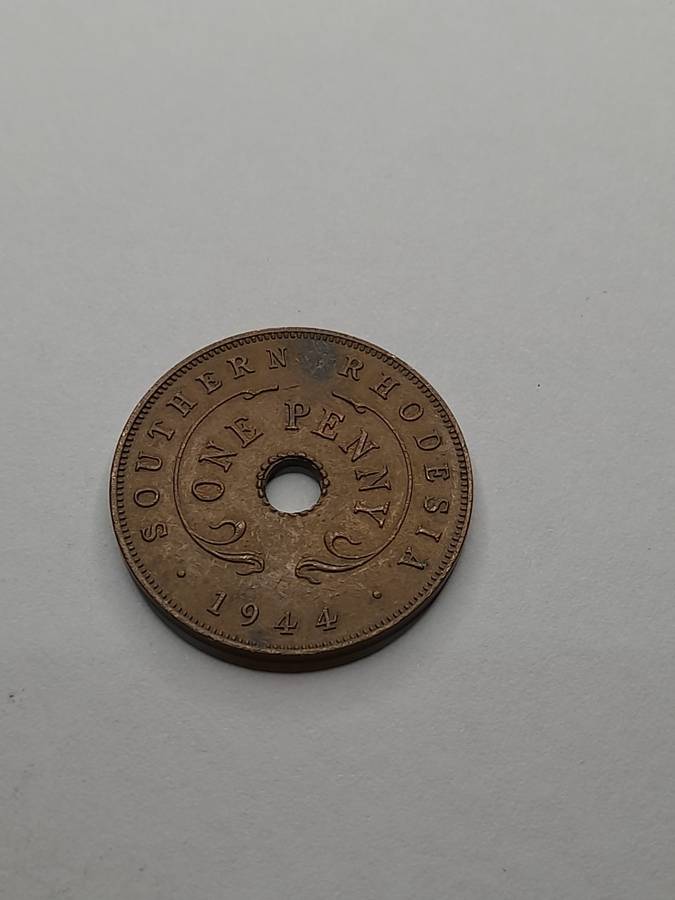 SOUTHERN RHODESIA
ONE PENNY
· 1944 ·